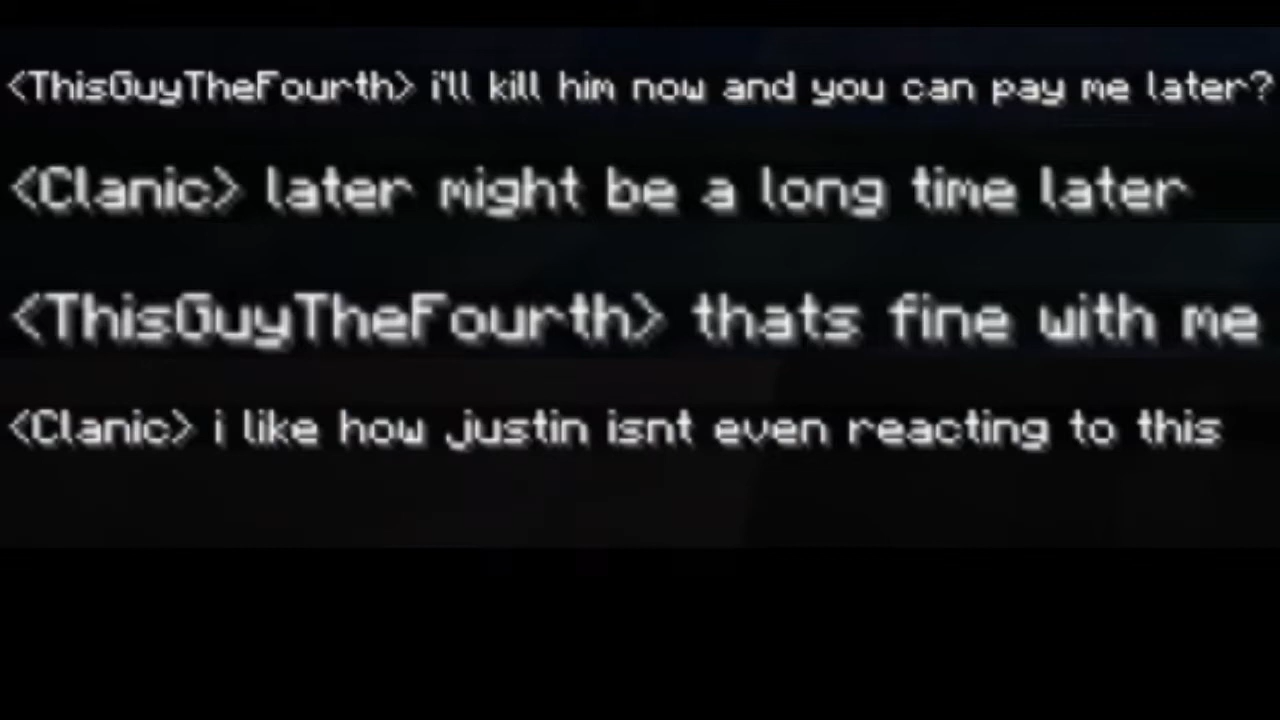 <ThisGuyTheFourth> i'll kill him now and you can pay me later?
<Clanic> later might be a long time later
<ThisGuyTheFourth> thats fine with me
<Clanic> i like how justin isnt even reacting to this